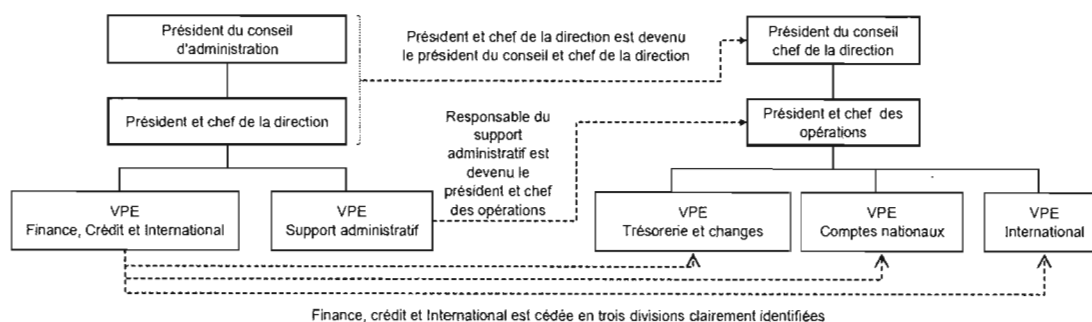 Président du conseil
d'administration
Président et chef de la direction est devenu
le président du conseil et chef de la direction
Président du conseil
chef de la direction
Président et chef de la direction
Responsable du
support
administratif est
devenu le
président et chef
des opérations
Président et chef des
opérations
VPE
Finance, Crédit et International
VPE
Support administratif
VPE
Trésorerie et changes
VPE
Comptes nationaux
VPE
International
Finance, crédit et International est cédée en trois divisions clairement identifiées